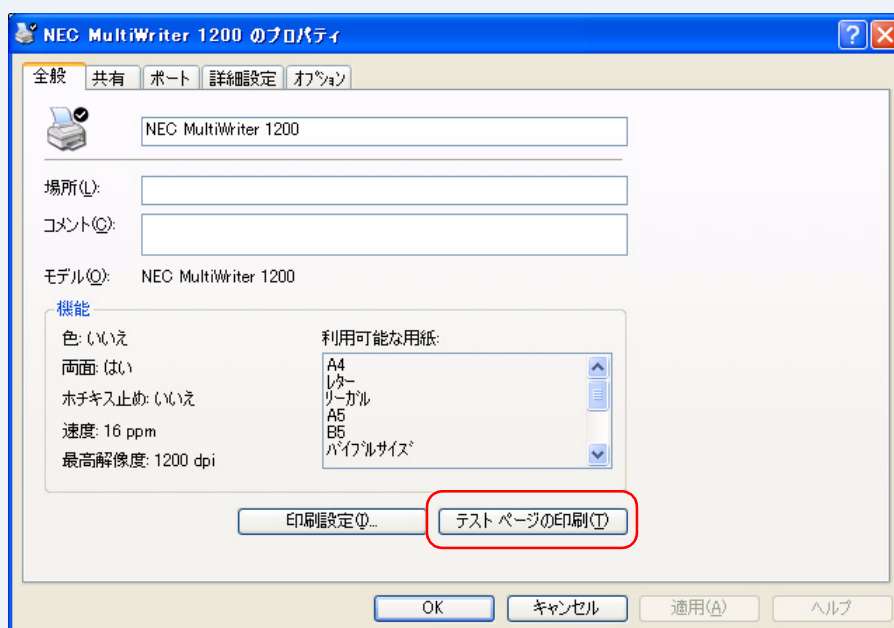 NEC MultiWriter 1200 のプロパティ
全般 共有 ポート 詳細設定 オプション
NEC MultiWriter 1200
場所(L):
コメント(C):
モデル(O): NEC MultiWriter 1200
機能
色: いいえ
両面: はい
ホチキス止め: いいえ
速度: 16 ppm
最高解像度: 1200 dpi
利用可能な用紙:
A4
レター
リーガル
A5
B5
バイブルサイズ
印刷設定(I)... テスト ページの印刷(T)
OK キャンセル 適用(A) ヘルプ